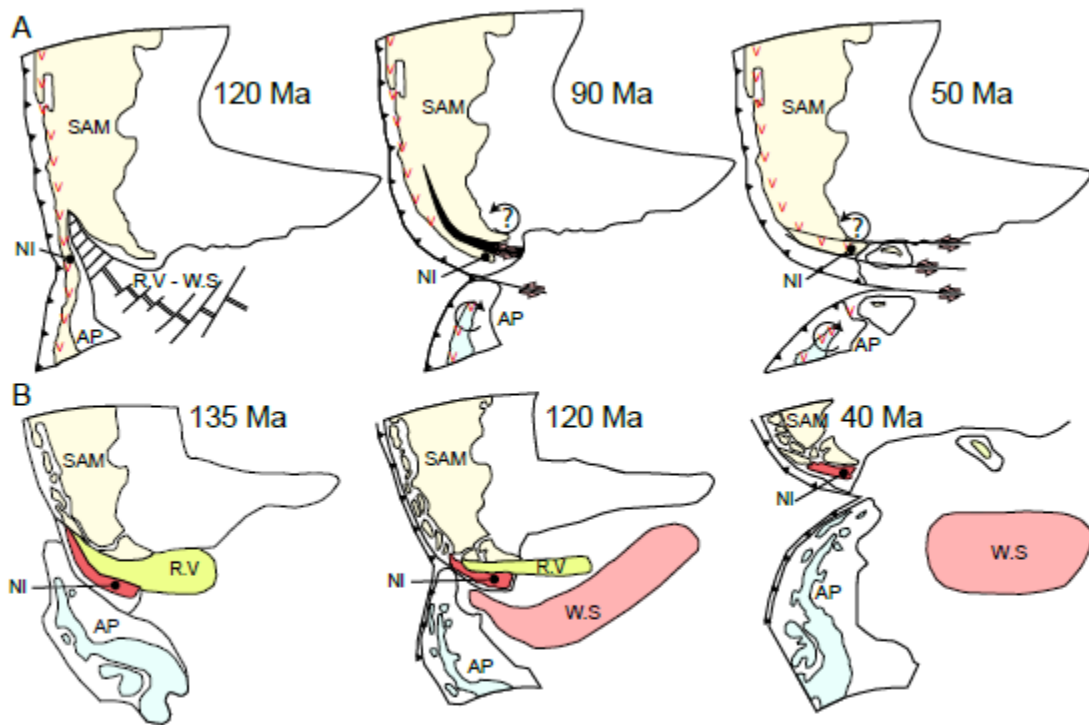 A
120 Ma
90 Ma
50 Ma
SAM
SAM
SAM
?
?
NI
R.V - W.S
NI
NI
AP
AP
AP
B
135 Ma
120 Ma
40 Ma
SAM
SAM
SAM
NI
R.V
R.V
NI
NI
W.S
W.S
AP
AP
AP